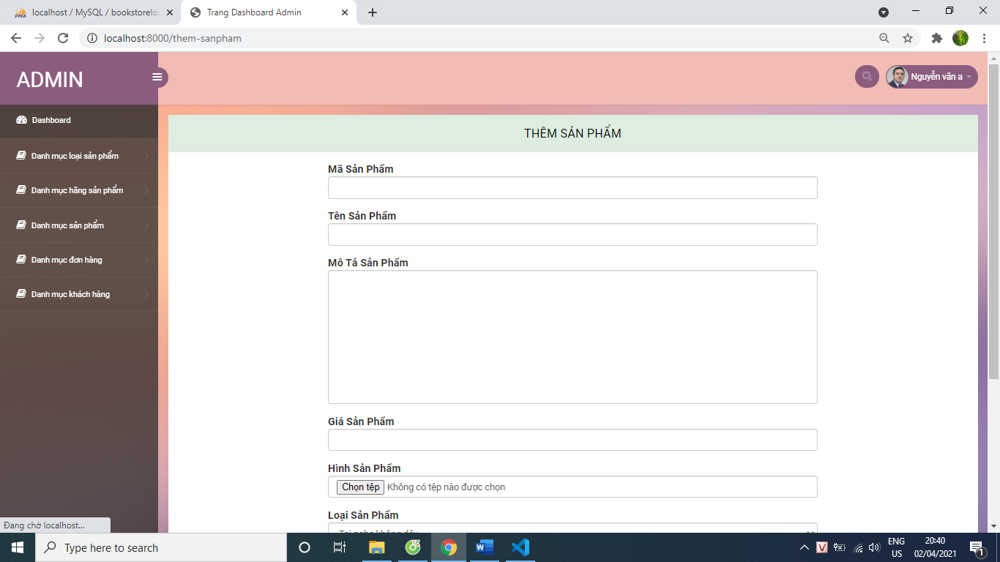 localhost / MySQL / bookstorelo
Trang Dashboard Admin
localhost:8000/them-sanpham
ADMIN
Nguyễn văn a
Dashboard
Danh mục loại sản phẩm
Danh mục hãng sản phẩm
Danh mục sản phẩm
Danh mục đơn hàng
Danh mục khách hàng
THÊM SẢN PHẨM
Mã Sản Phẩm
Tên Sản Phẩm
Mô Tả Sản Phẩm
Giá Sản Phẩm
Hình Sản Phẩm
Chọn tệp Không có tệp nào được chọn
Loại Sản Phẩm
Tai nghe không dây
Đang chờ localhost...
Type here to search
ENG
US
20:40
02/04/2021
1